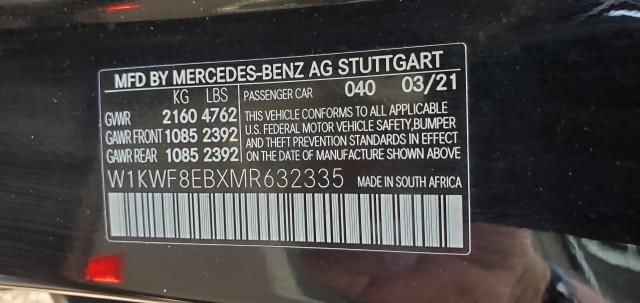 MFD BY MERCEDES-BENZ AG STUTTGART
KG LBS
GVWR 2160 4762
GAWR FRONT 1085 2392
GAWR REAR 1085 2392
PASSENGER CAR 040 03/21
THIS VEHICLE CONFORMS TO ALL APPLICABLE
U.S. FEDERAL MOTOR VEHICLE SAFETY, BUMPER
AND THEFT PREVENTION STANDARDS IN EFFECT
ON THE DATE OF MANUFACTURE SHOWN ABOVE.
W1KWF8EBXMR632335 MADE IN SOUTH AFRICA